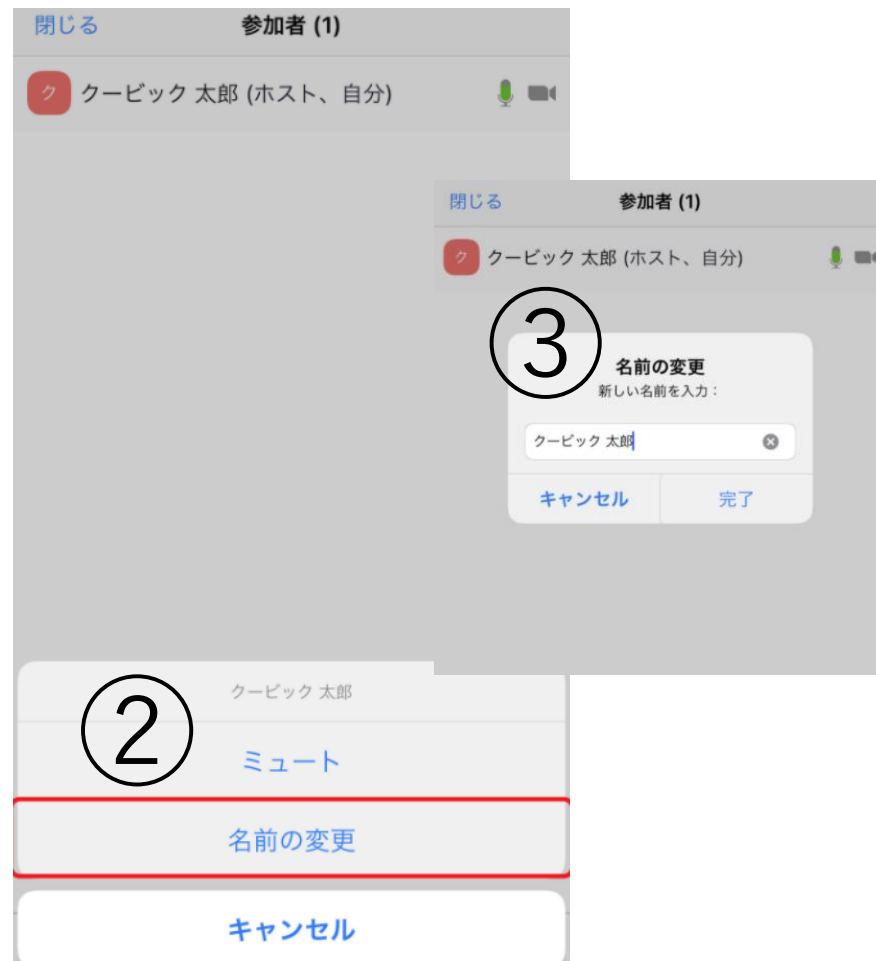 閉じる 参加者 (1)
ク クービック 太郎 (ホスト、自分)
②
クービック 太郎
ミュート
名前の変更
キャンセル
閉じる 参加者 (1)
ク クービック 太郎 (ホスト、自分)
③
名前の変更
新しい名前を入力：
クービック 太郎
キャンセル 完了